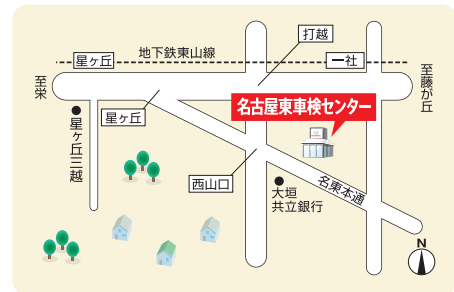 打越
地下鉄東山線
星ヶ丘
一社
至栄
至藤が丘
名古屋東車検センター
星ヶ丘
星ヶ丘三越
西山口
名東本通
大垣
共立銀行
N